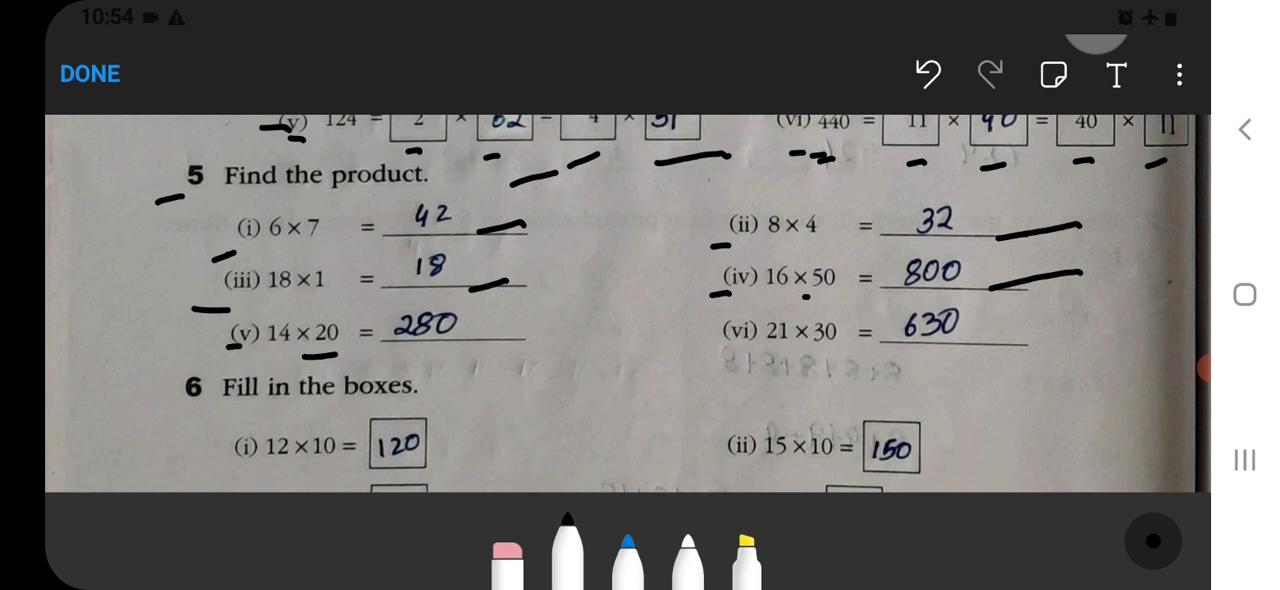 10:54
DONE
T
(v) 124 = 2 × 62 = 4 × 31 (vi) 440 = 11 × 40 = 40 × 11
5 Find the product.
(i) 6 × 7 = 42 (ii) 8 × 4 = 32
(iii) 18 × 1 = 18 (iv) 16 × 50 = 800
(v) 14 × 20 = 280 (vi) 21 × 30 = 630
6 Fill in the boxes.
(i) 12 × 10 = 120 (ii) 15 × 10 = 150